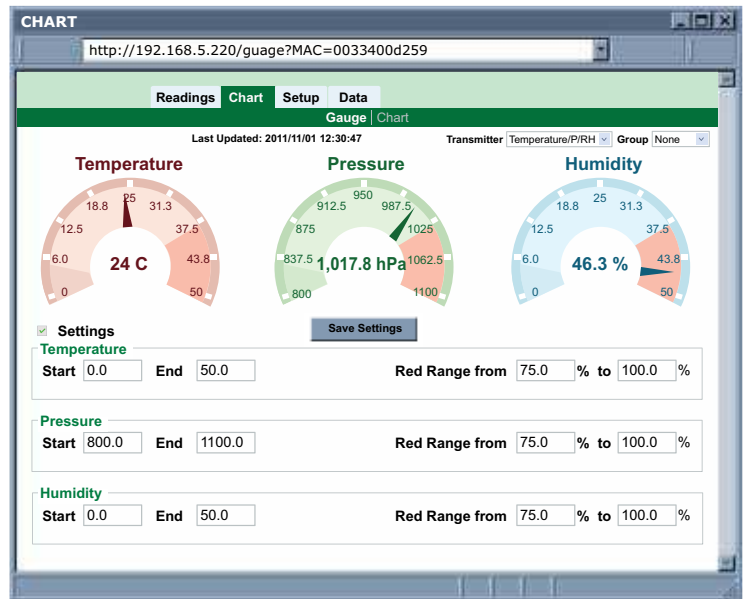 CHART
http://192.168.5.220/guage?MAC=0033400d259
Readings Chart Setup Data
Gauge | Chart
Last Updated: 2011/11/01 12:30:47 Transmitter Temperature/P/RH Group None
Temperature
0
6.0
12.5
18.8
25
31.3
37.5
43.8
50
24 C
Pressure
800
837.5
875
912.5
950
987.5
1025
1062.5
1100
1,017.8 hPa
Humidity
0
6.0
12.5
18.8
25
31.3
37.5
43.8
50
46.3 %
Settings
Save Settings
Temperature
Start 0.0 End 50.0 Red Range from 75.0 % to 100.0 %
Pressure
Start 800.0 End 1100.0 Red Range from 75.0 % to 100.0 %
Humidity
Start 0.0 End 50.0 Red Range from 75.0 % to 100.0 %